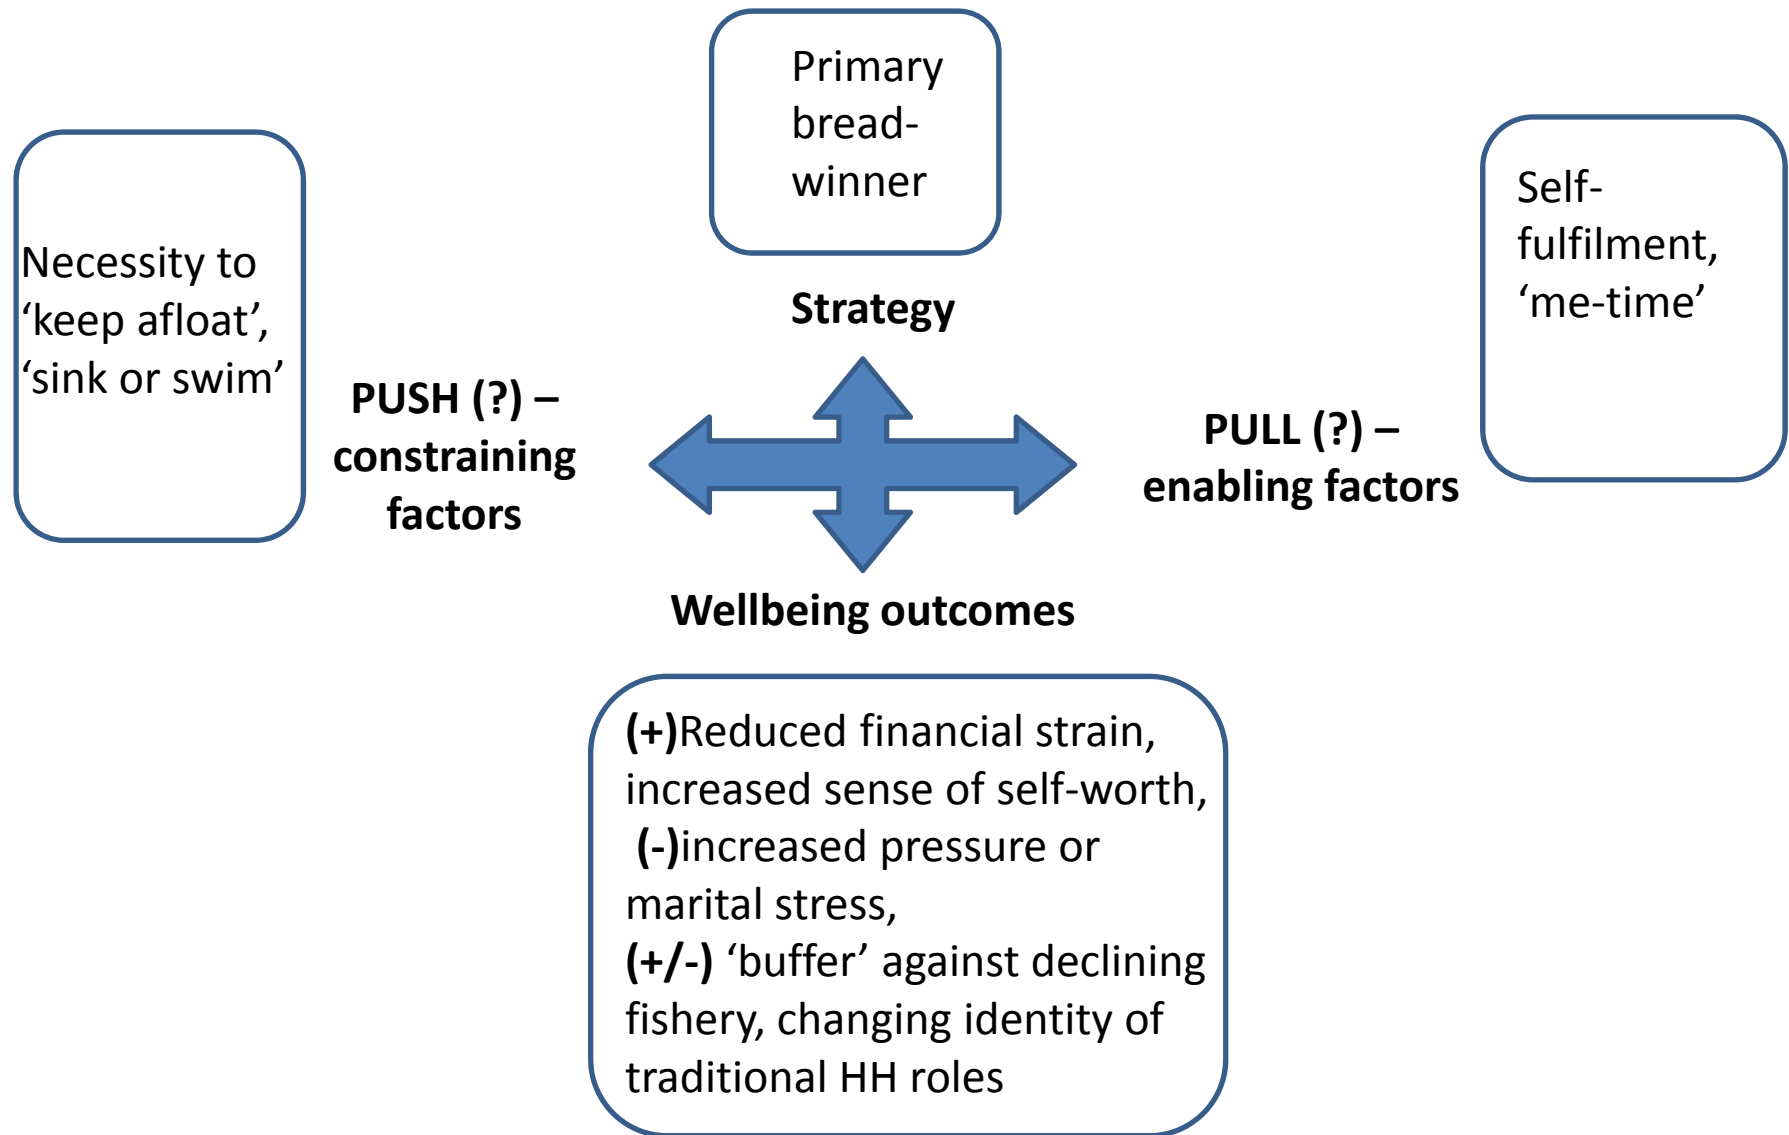 Primary
bread-
winner
Necessity to
‘keep afloat’,
‘sink or swim’
Self-
fulfilment,
‘me-time’
Strategy
PUSH (?) –
constraining
factors
PULL (?) –
enabling factors
Wellbeing outcomes
(+)Reduced financial strain,
increased sense of self-worth,
(-)increased pressure or
marital stress,
(+/-) ‘buffer’ against declining
fishery, changing identity of
traditional HH roles